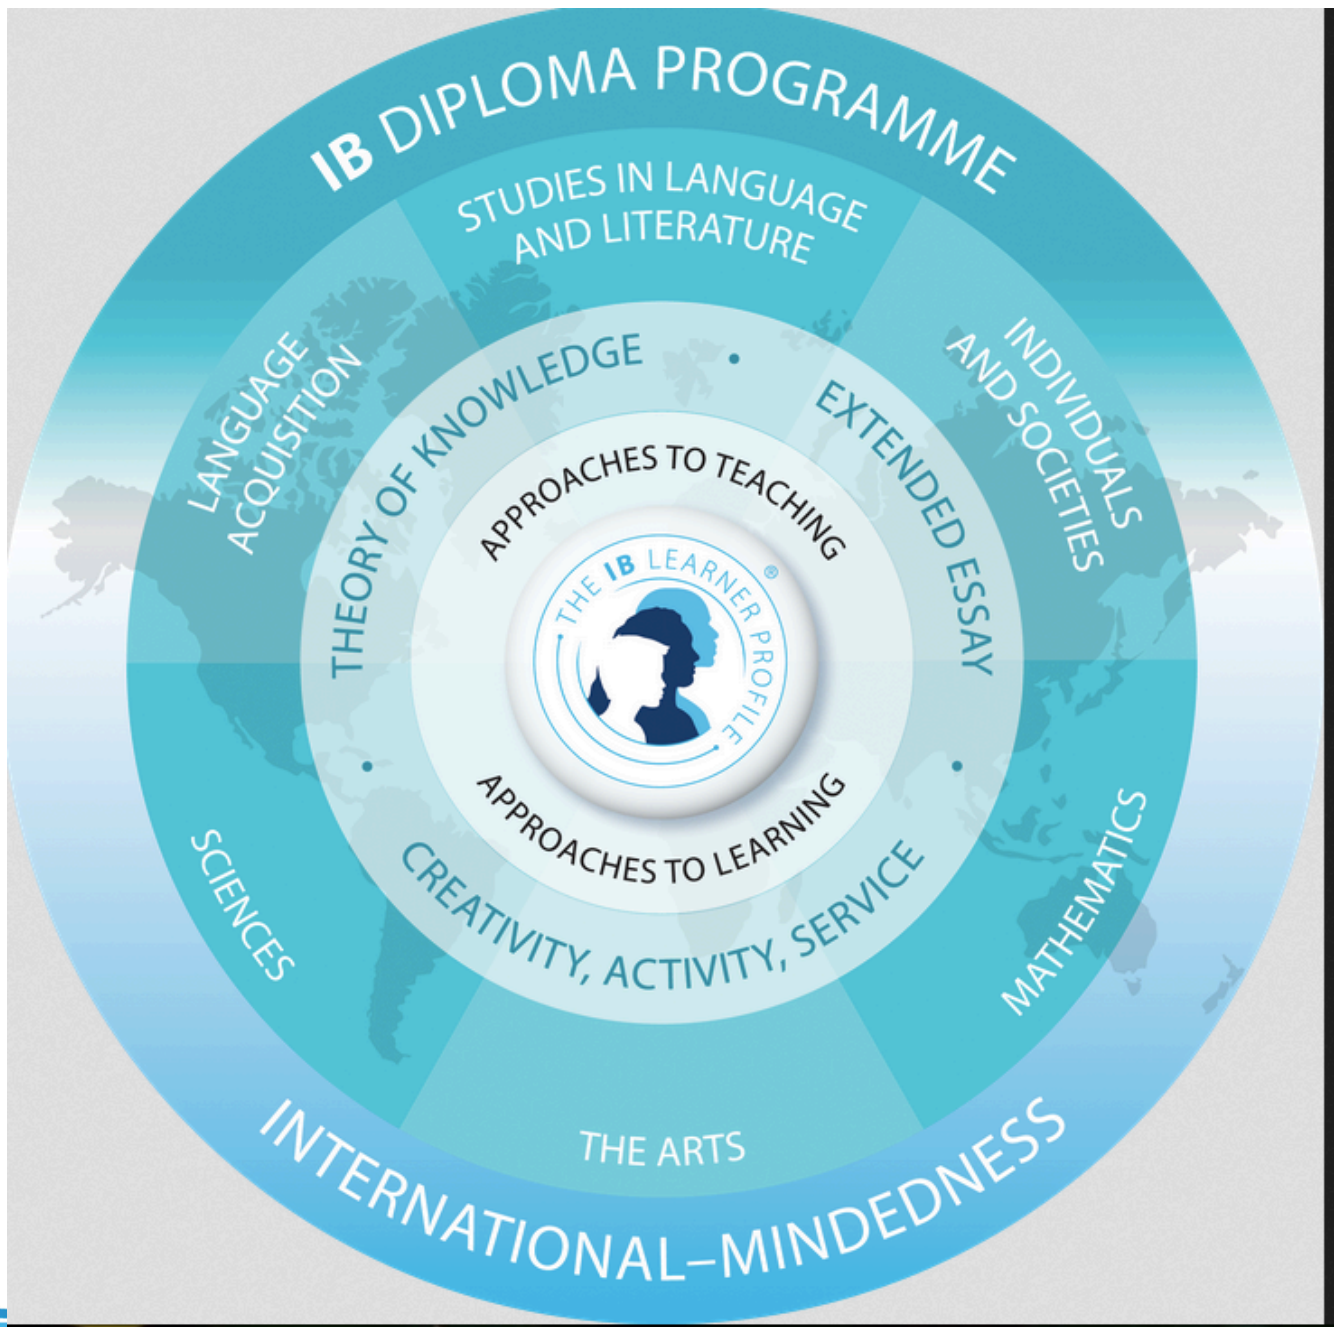 IB DIPLOMA PROGRAMME
STUDIES IN LANGUAGE
AND LITERATURE
LANGUAGE
ACQUISITION
INDIVIDUALS
AND SOCIETIES
THEORY OF KNOWLEDGE
•
EXTENDED ESSAY
•
APPROACHES TO TEACHING
THE IB LEARNER PROFILE
®
APPROACHES TO LEARNING
•
CREATIVITY, ACTIVITY, SERVICE
SCIENCES
MATHEMATICS
THE ARTS
INTERNATIONAL–MINDEDNESS